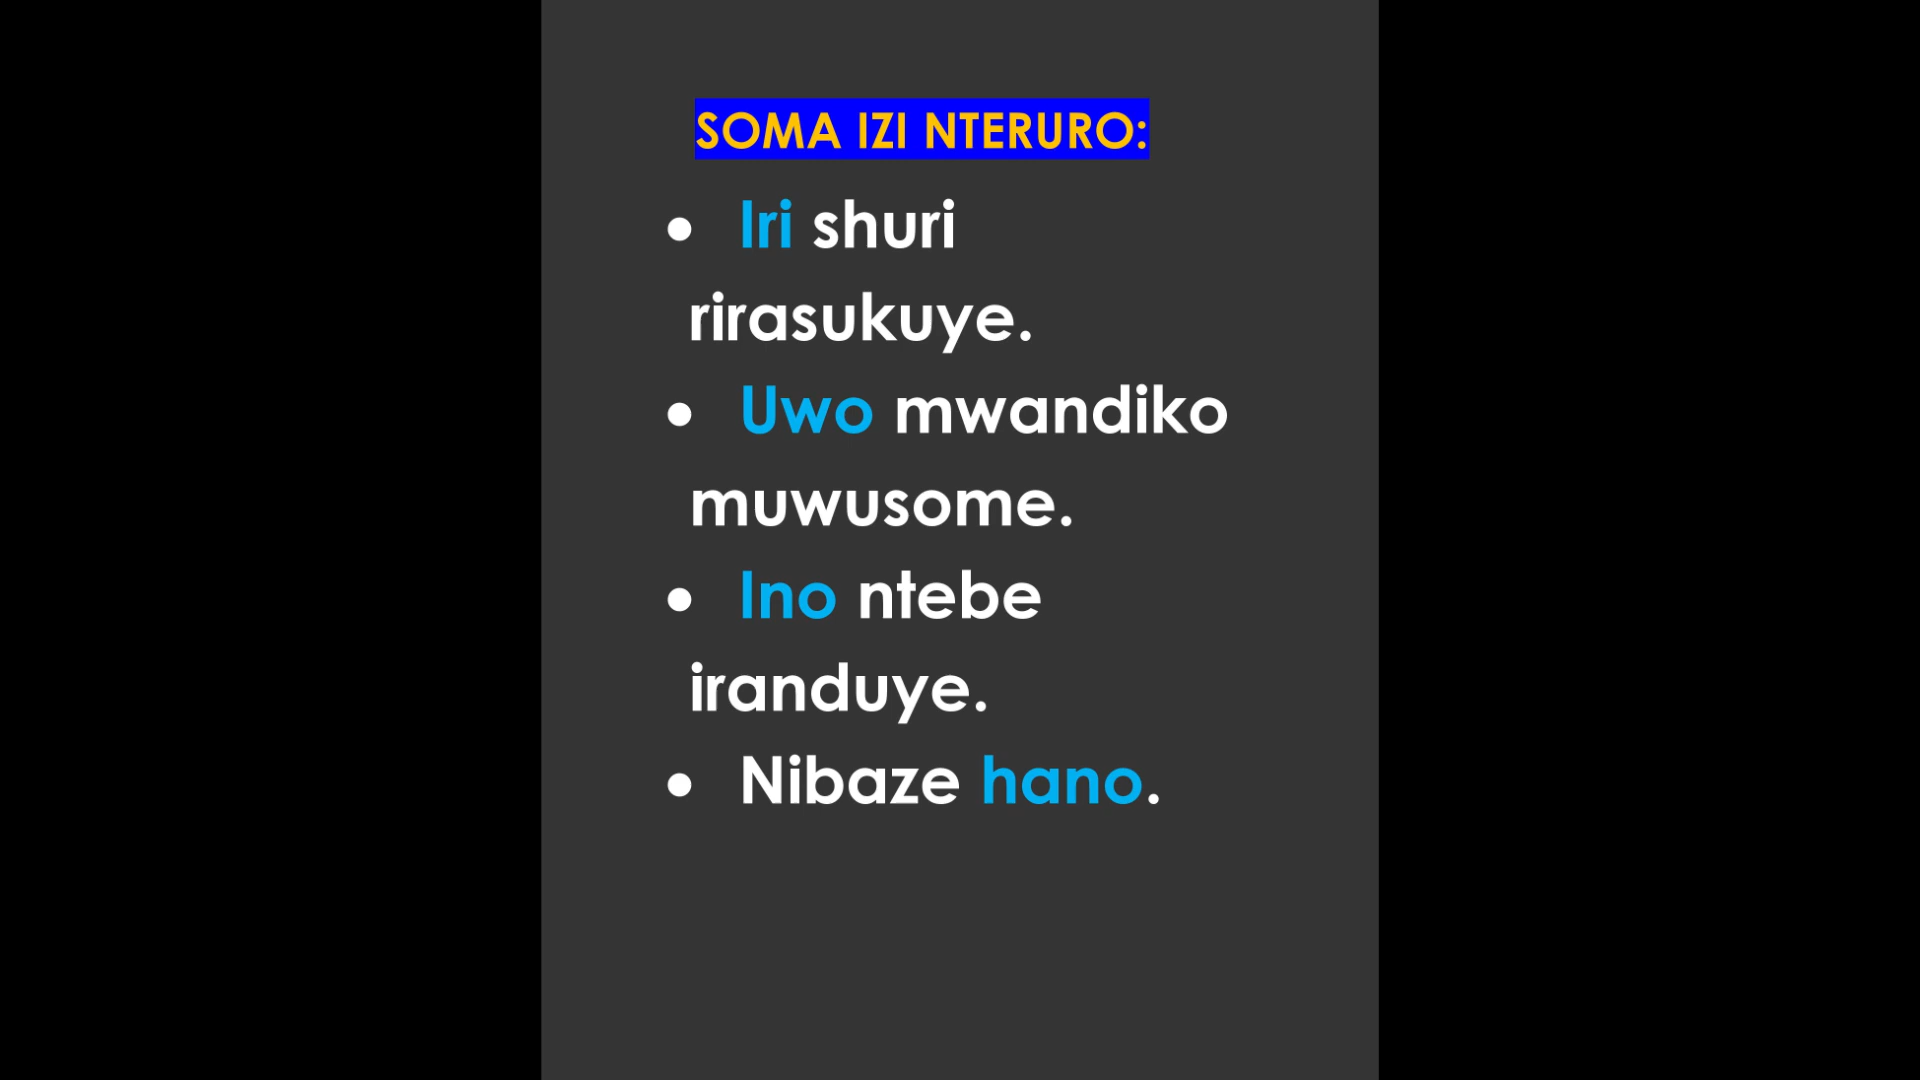 SOMA IZI NTERURO:
• Iri shuri
rirasukuye.
• Uwo mwandiko
muwusome.
• Ino ntebe
iranduye.
• Nibaze hano.